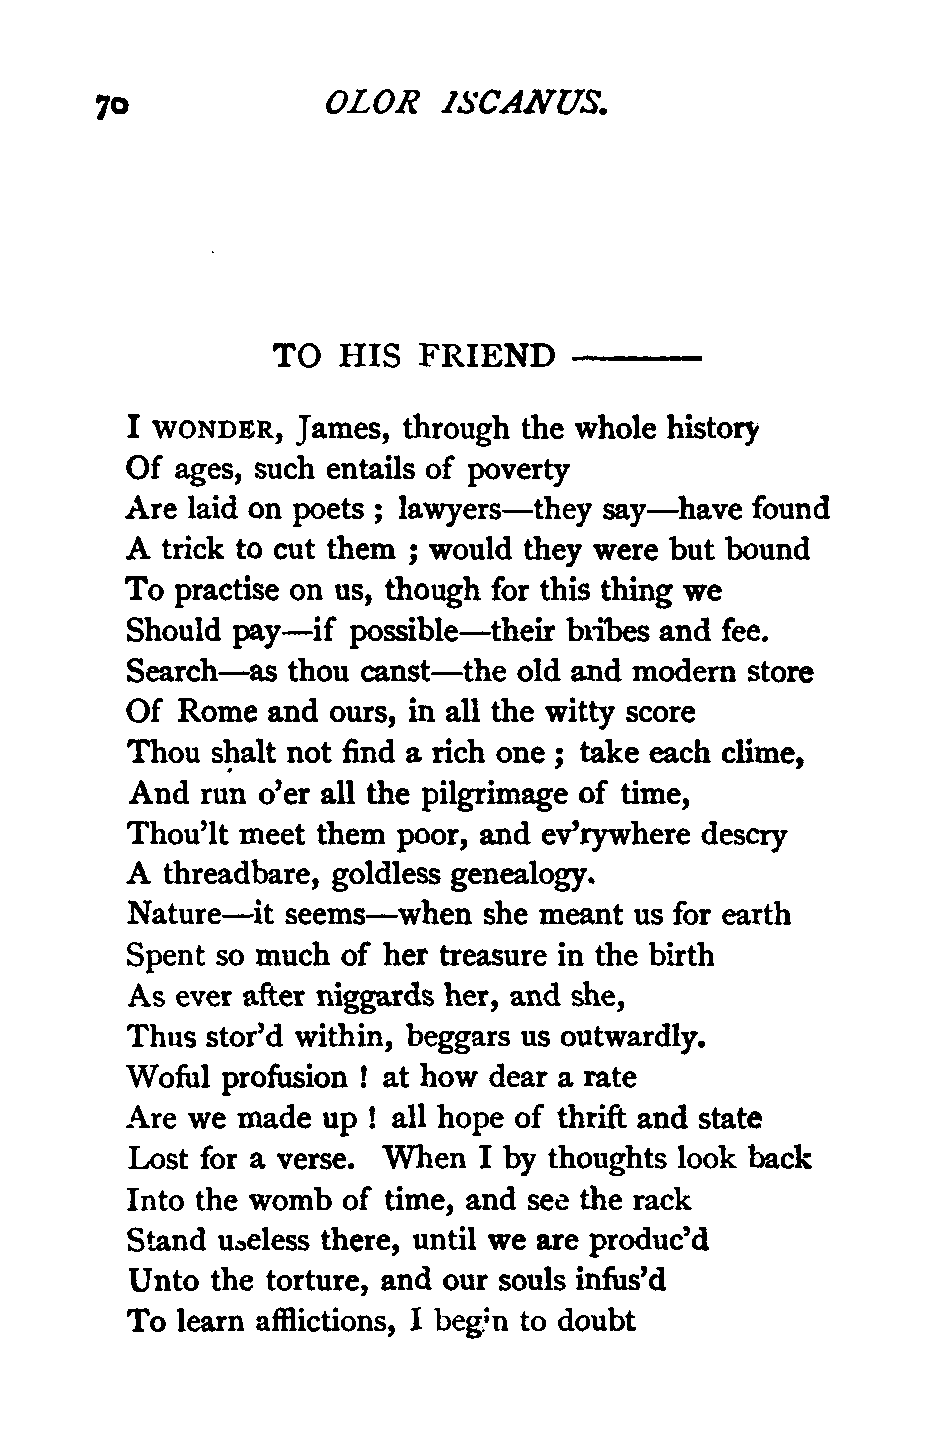 70 OLOR ISCANUS.
TO HIS FRIEND ———
I WONDER, James, through the whole history
Of ages, such entails of poverty
Are laid on poets ; lawyers—they say—have found
A trick to cut them ; would they were but bound
To practise on us, though for this thing we
Should pay—if possible—their bribes and fee.
Search—as thou canst—the old and modern store
Of Rome and ours, in all the witty score
Thou shalt not find a rich one ; take each clime,
And run o'er all the pilgrimage of time,
Thou'lt meet them poor, and ev'rywhere descry
A threadbare, goldless genealogy.
Nature—it seems—when she meant us for earth
Spent so much of her treasure in the birth
As ever after niggards her, and she,
Thus stor'd within, beggars us outwardly.
Woful profusion ! at how dear a rate
Are we made up ! all hope of thrift and state
Lost for a verse. When I by thoughts look back
Into the womb of time, and see the rack
Stand useless there, until we are produc'd
Unto the torture, and our souls infus'd
To learn afflictions, I begin to doubt